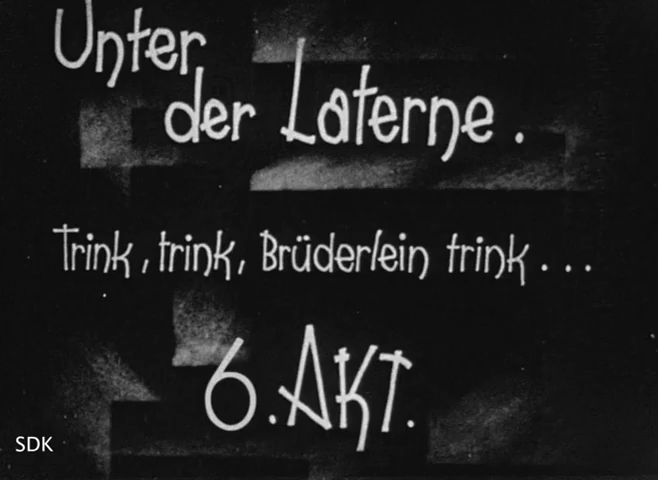 Unter
der Laterne.
Trink, trink, Brüderlein trink...
6. AKT.
SDK